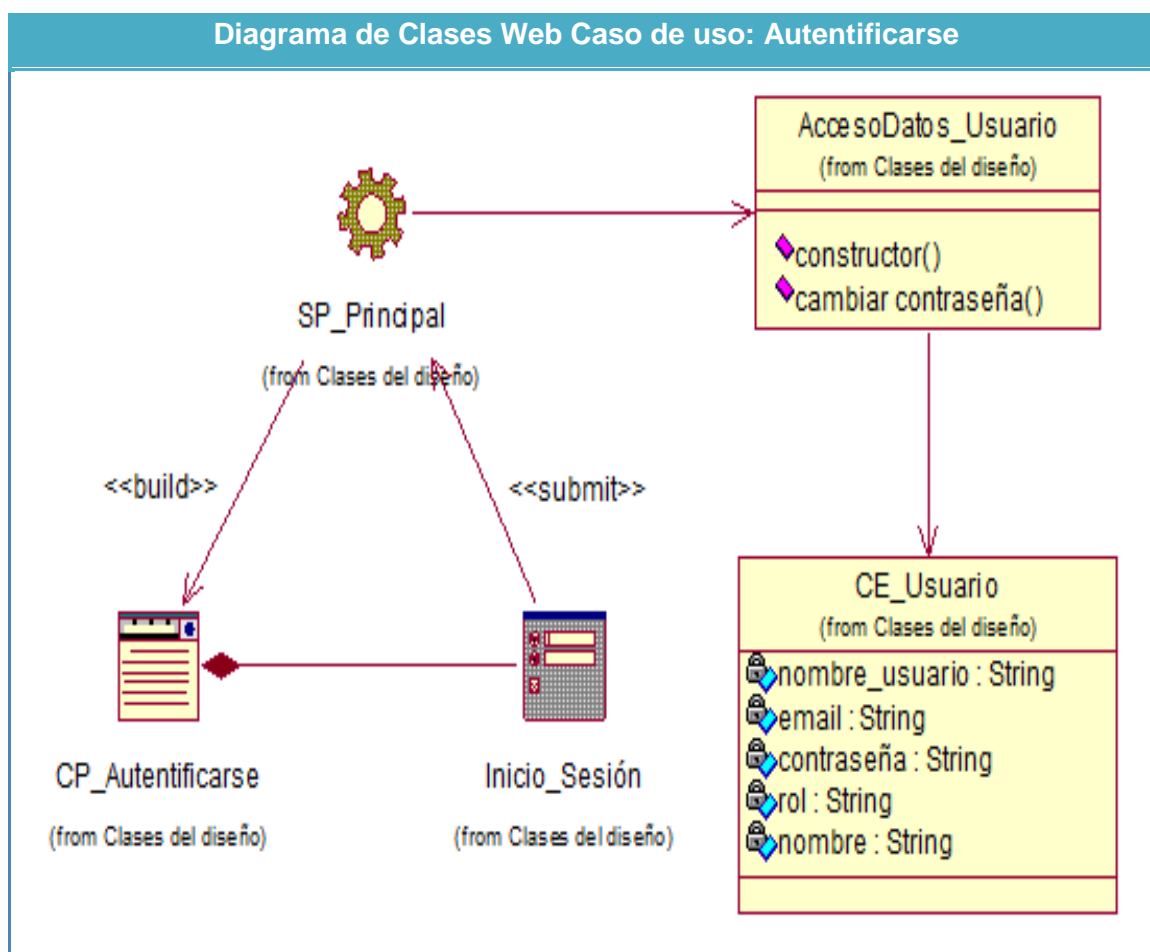 Diagrama de Clases Web Caso de uso: Autentificarse
AccesoDatos_Usuario
(from Clases del diseño)
constructor()
cambiar contraseña()
SP_Principal
(from Clases del diseño)
<<build>>
<<submit>>
CE_Usuario
(from Clases del diseño)
nombre_usuario : String
email : String
contraseña : String
rol : String
nombre : String
CP_Autentificarse
(from Clases del diseño)
Inicio_Sesión
(from Clases del diseño)